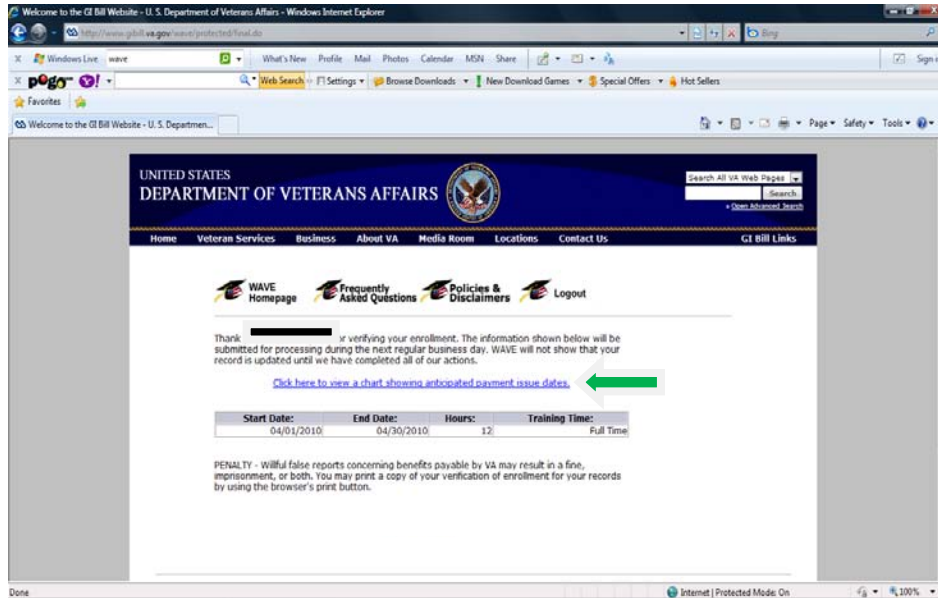 Welcome to the GI Bill Website - U. S. Department of Veterans Affairs - Windows Internet Explorer
http://www.gibill.va.gov/wave/protected/final.do
Bing
X Windows Live wave What's New Profile Mail Photos Calendar MSN Share Sign
x pogo Y! Web Search Settings Browse Downloads New Download Games Special Offers Hot Sellers
Favorites
Welcome to the GI Bill Website - U. S. Departmen... Page Safety Tools
UNITED STATES
DEPARTMENT OF VETERANS AFFAIRS
Search All VA Web Pages
Search
Open Advanced Search
Home Veteran Services Business About VA Media Room Locations Contact Us GI Bill Links
WAVE Homepage Frequently Asked Questions Policies & Disclaimers Logout
Thank r verifying your enrollment. The information shown below will be
submitted for processing during the next regular business day. WAVE will not show that your
record is updated until we have completed all of our actions.
Click here to view a chart showing anticipated payment issue dates.
Start Date: End Date: Hours: Training Time:
04/01/2010 04/30/2010 12 Full Time
PENALTY - Willful false reports concerning benefits payable by VA may result in a fine,
imprisonment, or both. You may print a copy of your verification of enrollment for your records
by using the browser's print button.
Done Internet | Protected Mode: On 100%